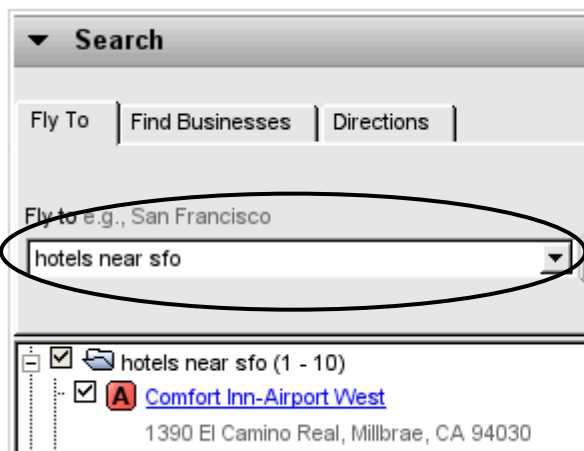 Search
Fly To Find Businesses Directions
Fly to e.g., San Francisco
hotels near sfo
hotels near sfo (1 - 10)
A Comfort Inn-Airport West
1390 El Camino Real, Millbrae, CA 94030